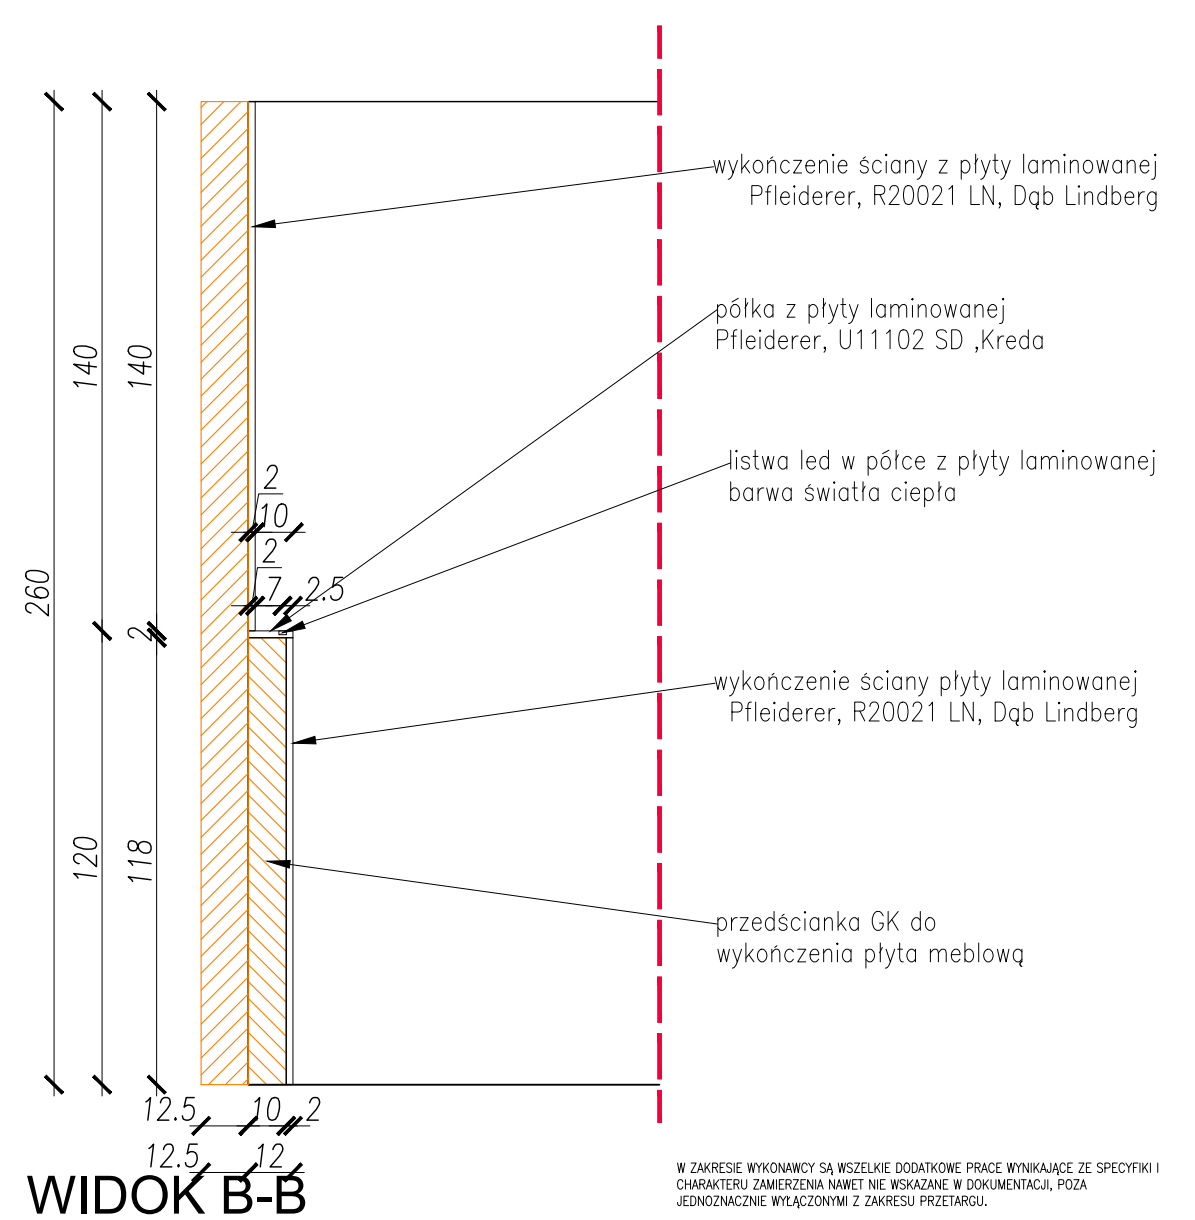 wykończenie ściany z płyty laminowanej
Pfleiderer, R20021 LN, Dąb Lindberg
półka z płyty laminowanej
Pfleiderer, U11102 SD ,Kreda
listwa led w półce z płyty laminowanej
barwa światła ciepła
wykończenie ściany płyty laminowanej
Pfleiderer, R20021 LN, Dąb Lindberg
przedścianka GK do
wykończenia płyta meblową
260
140
120
140
2
118
2
10
2
7 2.5
12.5 10 2
12.5 12
WIDOK B-B
W ZAKRESIE WYKONAWCY SĄ WSZELKIE DODATKOWE PRACE WYNIKAJĄCE ZE SPECYFIKI I
CHARAKTERU ZAMIERZENIA NAWET NIE WSKAZANE W DOKUMENTACJI, POZA
JEDNOZNACZNIE WYŁĄCZONYMI Z ZAKRESU PRZETARGU.